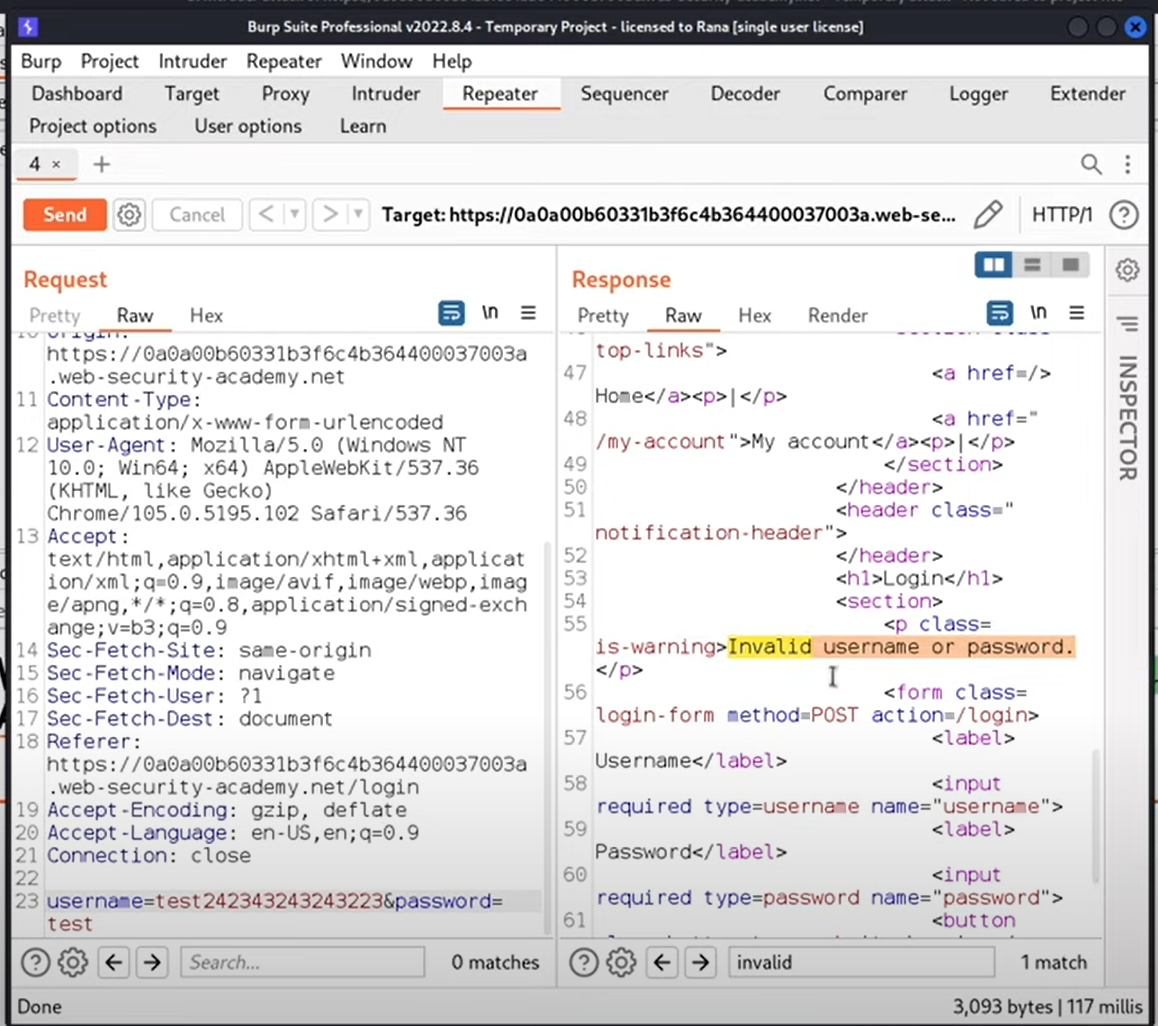 Burp Suite Professional v2022.8.4 - Temporary Project - licensed to Rana [single user license]
Burp Project Intruder Repeater Window Help
Dashboard Target Proxy Intruder Repeater Sequencer Decoder Comparer Logger Extender
Project options User options Learn
4 × +
Send Cancel < > Target: https://0a0a00b60331b3f6c4b364400037003a.web-se... HTTP/1
Request
Pretty Raw Hex \n
https://0a0a00b60331b3f6c4b364400037003a
.web-security-academy.net
11 Content-Type:
application/x-www-form-urlencoded
12 User-Agent: Mozilla/5.0 (Windows NT
10.0; Win64; x64) AppleWebKit/537.36
(KHTML, like Gecko)
Chrome/105.0.5195.102 Safari/537.36
13 Accept:
text/html,application/xhtml+xml,applicat
ion/xml;q=0.9,image/avif,image/webp,imag
e/apng,*/*;q=0.8,application/signed-exch
ange;v=b3;q=0.9
14 Sec-Fetch-Site: same-origin
15 Sec-Fetch-Mode: navigate
16 Sec-Fetch-User: ?1
17 Sec-Fetch-Dest: document
18 Referer:
https://0a0a00b60331b3f6c4b364400037003a
.web-security-academy.net/login
19 Accept-Encoding: gzip, deflate
20 Accept-Language: en-US,en;q=0.9
21 Connection: close
22
23 username=test242343243243223&password=
test
Search... 0 matches
Response
Pretty Raw Hex Render \n
top-links">
47 <a href=/>
Home</a><p>|</p>
48 <a href="
/my-account">My account</a><p>|</p>
49 </section>
50 </header>
51 <header class="
notification-header">
52 </header>
53 <h1>Login</h1>
54 <section>
55 <p class=
is-warning>Invalid username or password.
</p>
56 <form class=
login-form method=POST action=/login>
57 <label>
Username</label>
58 <input
required type=username name="username">
59 <label>
Password</label>
60 <input
required type=password name="password">
61 <button
invalid 1 match
INSPECTOR
Done 3,093 bytes | 117 millis